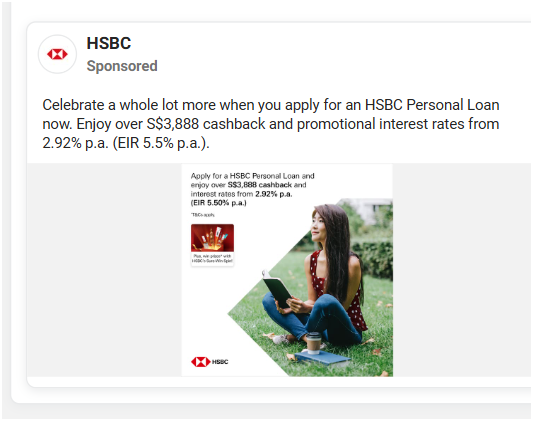 HSBC
Sponsored
Celebrate a whole lot more when you apply for an HSBC Personal Loan
now. Enjoy over S$3,888 cashback and promotional interest rates from
2.92% p.a. (EIR 5.5% p.a.).
Apply for a HSBC Personal Loan and
enjoy over S$3,888 cashback and
interest rates from 2.92% p.a.
(EIR 5.50% p.a.)
*T&Cs apply.
Plus, win prizes* with
HSBC's Sure-Win Spin!
HSBC